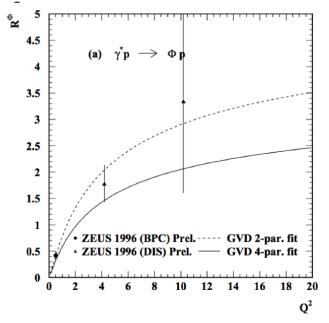 R^Φ
5
4.5
4
3.5
3
2.5
2
1.5
1
0.5
0
(a) γ* p → Φ p
ZEUS 1996 (BPC) Prel. GVD 2-par. fit
ZEUS 1996 (DIS) Prel. GVD 4-par. fit
0 2 4 6 8 10 12 14 16 18 20
Q²